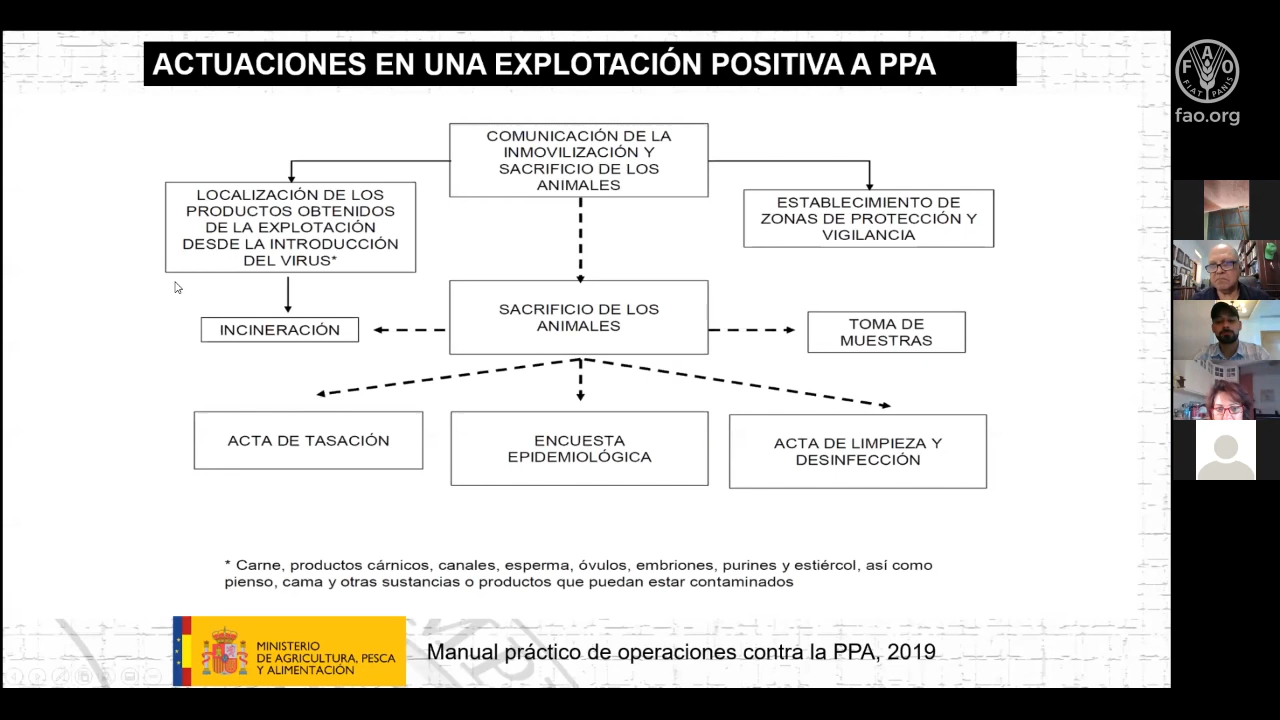 ACTUACIONES EN UNA EXPLOTACIÓN POSITIVA A PPA
FAO
FIAT PANIS
fao.org
COMUNICACIÓN DE LA
INMOVILIZACIÓN Y
SACRIFICIO DE LOS
ANIMALES
LOCALIZACIÓN DE LOS
PRODUCTOS OBTENIDOS
DE LA EXPLOTACIÓN
DESDE LA INTRODUCCIÓN
DEL VIRUS*
ESTABLECIMIENTO DE
ZONAS DE PROTECCIÓN Y
VIGILANCIA
INCINERACIÓN
SACRIFICIO DE LOS
ANIMALES
TOMA DE
MUESTRAS
ACTA DE TASACIÓN
ENCUESTA
EPIDEMIOLÓGICA
ACTA DE LIMPIEZA Y
DESINFECCIÓN
* Carne, productos cárnicos, canales, esperma, óvulos, embriones, purines y estiércol, así como
pienso, cama y otras sustancias o productos que puedan estar contaminados
MINISTERIO
DE AGRICULTURA, PESCA
Y ALIMENTACIÓN
Manual práctico de operaciones contra la PPA, 2019